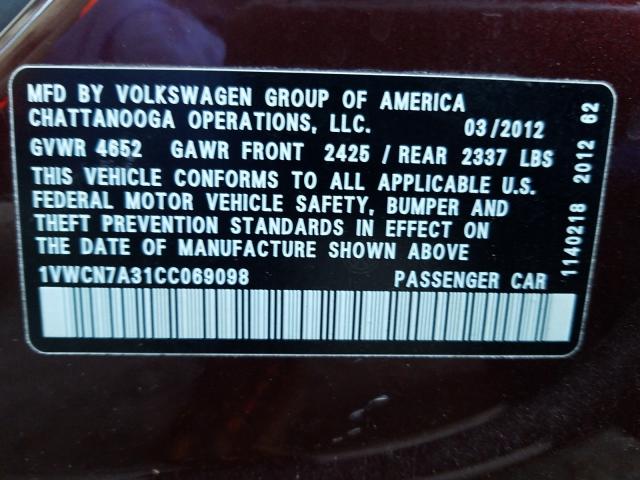 MFD BY VOLKSWAGEN GROUP OF AMERICA
CHATTANOOGA OPERATIONS, LLC. 03/2012
GVWR 4652 GAWR FRONT 2425 / REAR 2337 LBS
THIS VEHICLE CONFORMS TO ALL APPLICABLE U.S.
FEDERAL MOTOR VEHICLE SAFETY, BUMPER AND
THEFT PREVENTION STANDARDS IN EFFECT ON
THE DATE OF MANUFACTURE SHOWN ABOVE
1VWCN7A31CC069098 PASSENGER CAR
1140218 2012 62